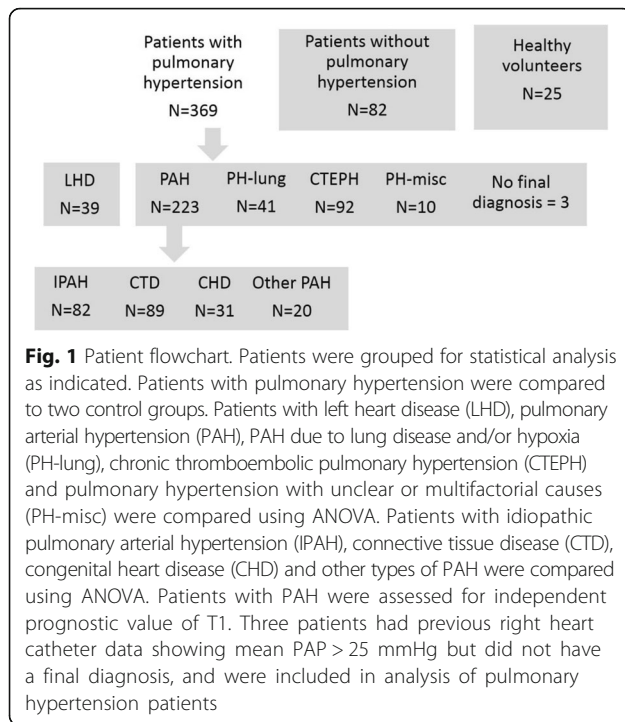 Patients with
pulmonary
hypertension
N=369
Patients without
pulmonary
hypertension
N=82
Healthy
volunteers
N=25
LHD
N=39
PAH
N=223
PH-lung
N=41
CTEPH
N=92
PH-misc
N=10
No final
diagnosis = 3
IPAH
N=82
CTD
N=89
CHD
N=31
Other PAH
N=20
Fig. 1 Patient flowchart. Patients were grouped for statistical analysis
as indicated. Patients with pulmonary hypertension were compared
to two control groups. Patients with left heart disease (LHD), pulmonary
arterial hypertension (PAH), PAH due to lung disease and/or hypoxia
(PH-lung), chronic thromboembolic pulmonary hypertension (CTEPH)
and pulmonary hypertension with unclear or multifactorial causes
(PH-misc) were compared using ANOVA. Patients with idiopathic
pulmonary arterial hypertension (IPAH), connective tissue disease (CTD),
congenital heart disease (CHD) and other types of PAH were compared
using ANOVA. Patients with PAH were assessed for independent
prognostic value of T1. Three patients had previous right heart
catheter data showing mean PAP > 25 mmHg but did not have
a final diagnosis, and were included in analysis of pulmonary
hypertension patients